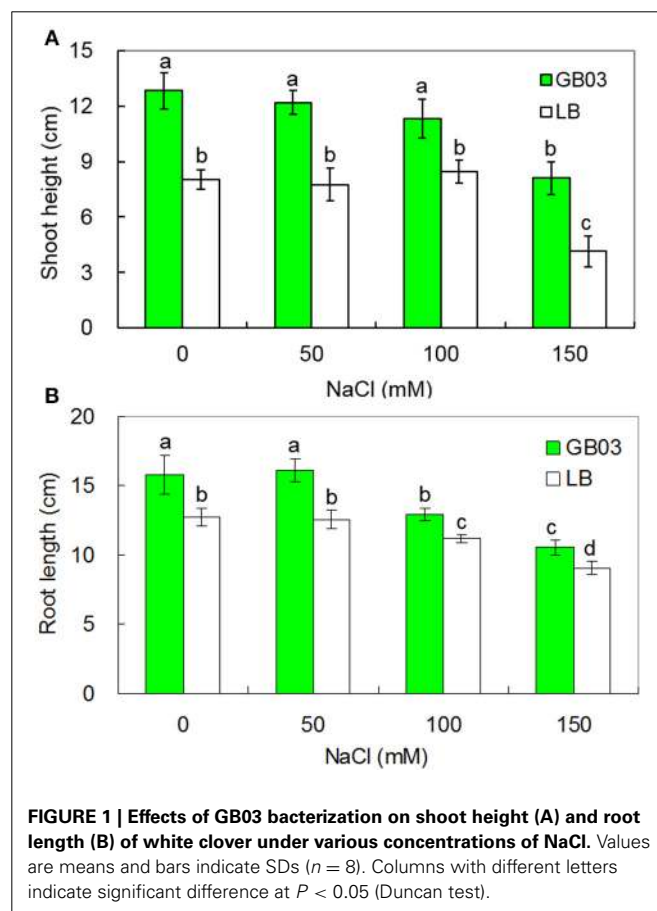 A
15
12
9
6
3
0
Shoot height (cm)
a
b
a
b
a
b
b
c
GB03
LB
0 50 100 150
NaCl (mM)
B
20
15
10
5
0
Root length (cm)
a
b
a
b
b
c
c
d
GB03
LB
0 50 100 150
NaCl (mM)
FIGURE 1 | Effects of GB03 bacterization on shoot height (A) and root
length (B) of white clover under various concentrations of NaCl. Values
are means and bars indicate SDs (n = 8). Columns with different letters
indicate significant difference at P < 0.05 (Duncan test).